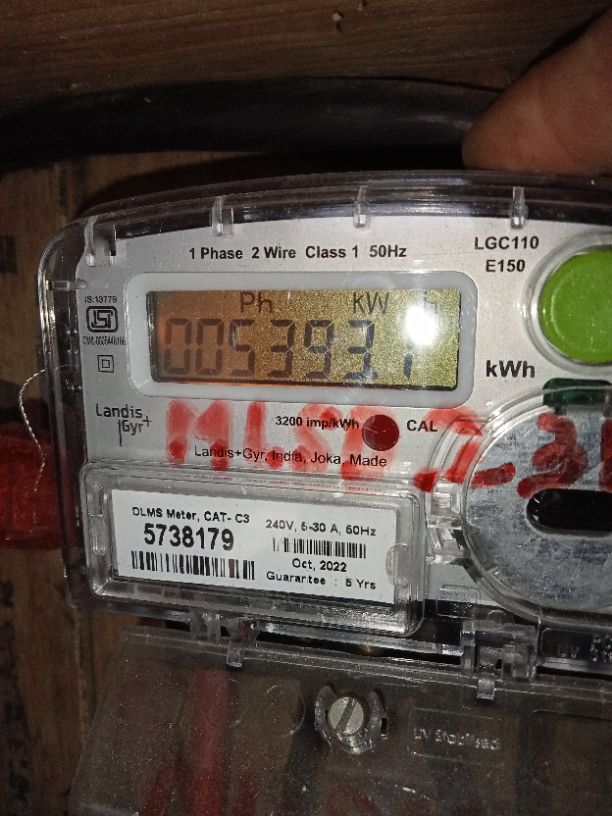 1 Phase 2 Wire Class 1 50Hz
LGC110
E150
IS:13779
Ph KW h
005393.1
kWh
Landis
Gyr+
3200 imp/kWh
CAL
Landis+Gyr, India, Joka, Made
DLMS Meter, CAT- C3
5738179
240V, 5-30 A, 50Hz
Oct, 2022
Guarantee : 5 Yrs
UV Stabilised